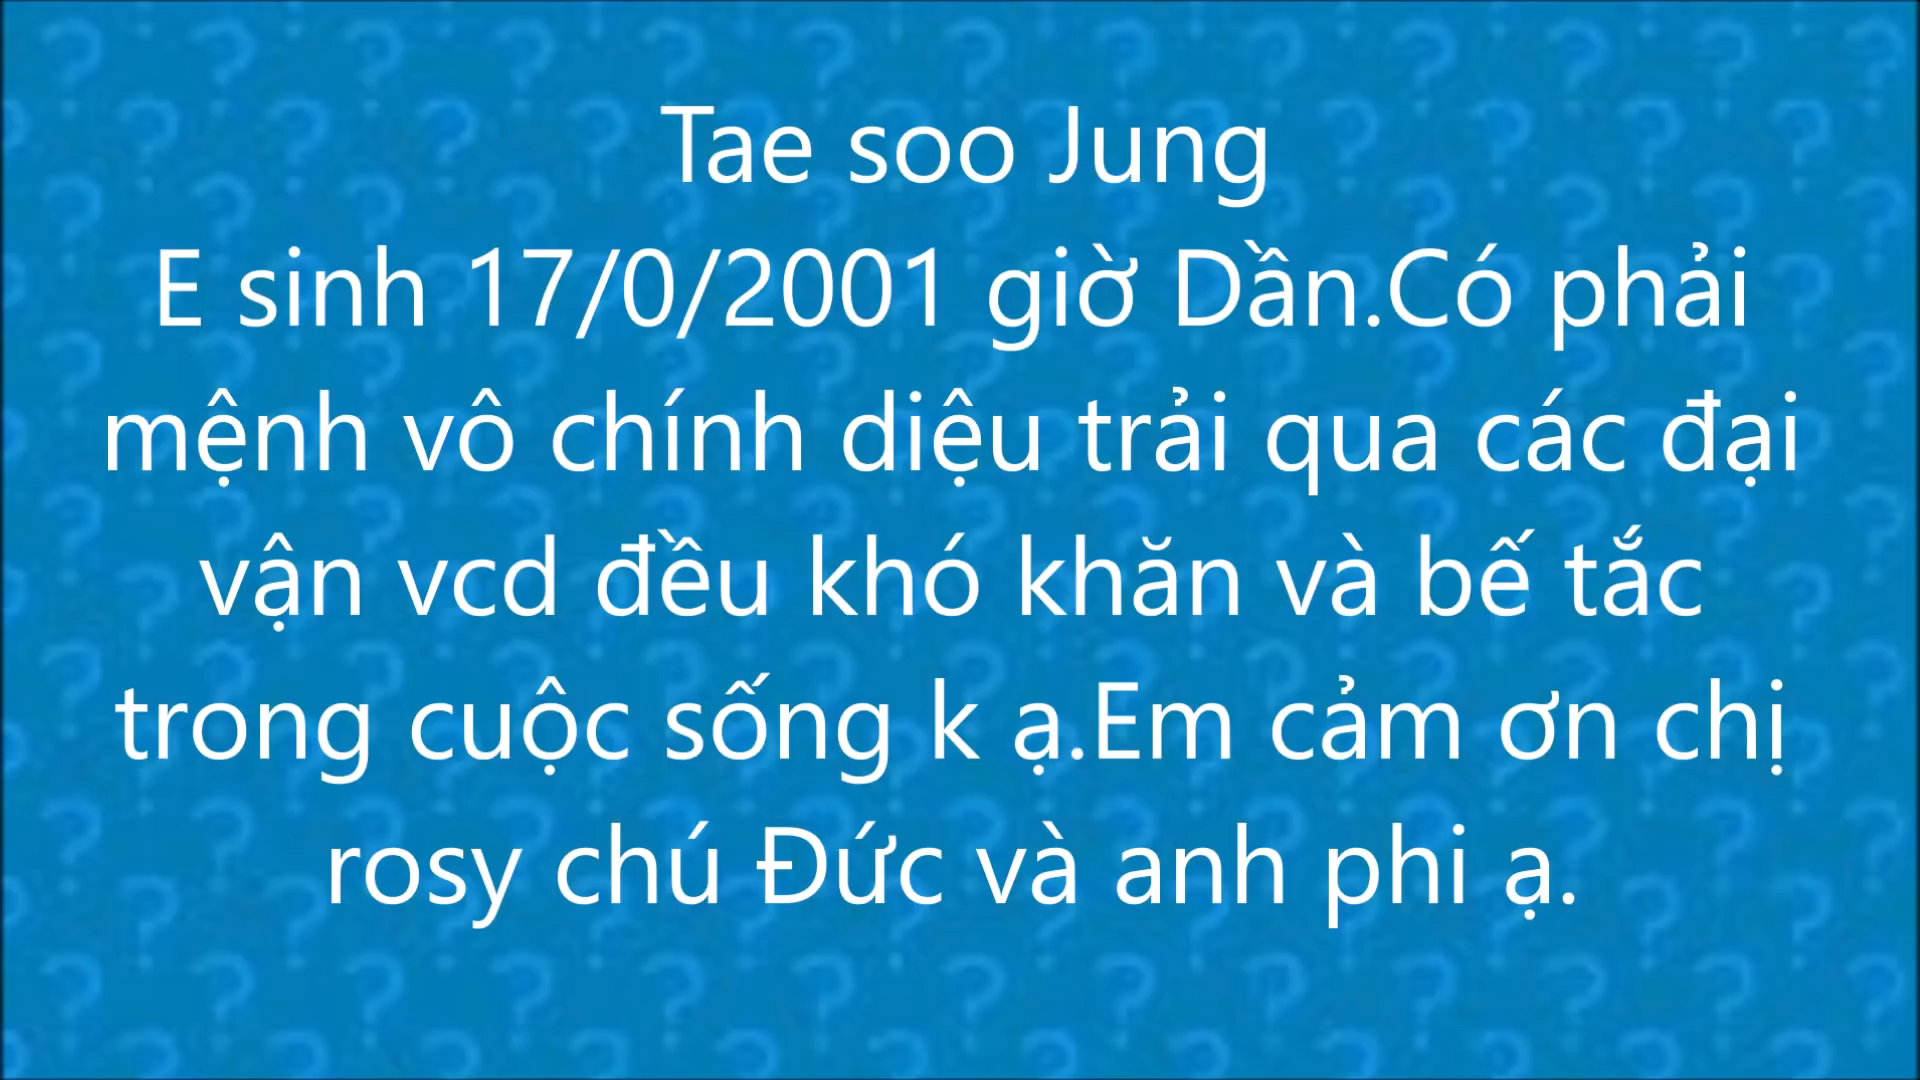 Tae soo Jung
E sinh 17/0/2001 giờ Dần.Có phải
mệnh vô chính diệu trải qua các đại
vận vcd đều khó khăn và bế tắc
trong cuộc sống k ạ.Em cảm ơn chị
rosy chú Đức và anh phi ạ.